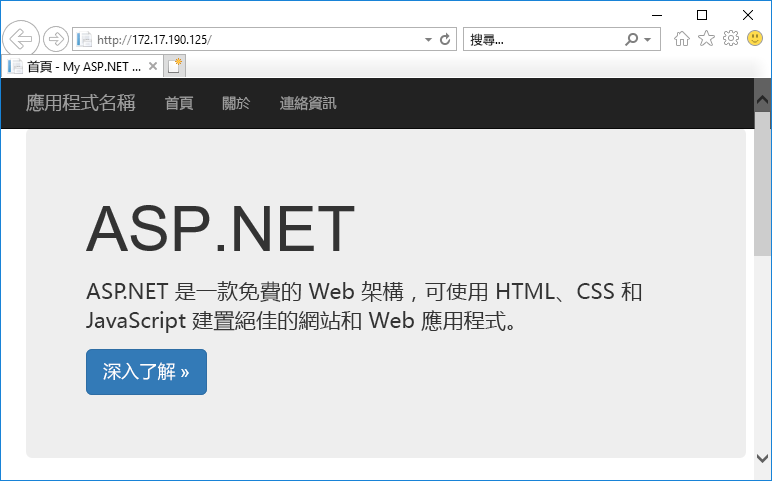 http://172.17.190.125/
搜尋...
首頁 - My ASP.NET ...
應用程式名稱 首頁 關於 連絡資訊
ASP.NET
ASP.NET 是一款免費的 Web 架構，可使用 HTML、CSS 和
JavaScript 建置絕佳的網站和 Web 應用程式。
深入了解 »